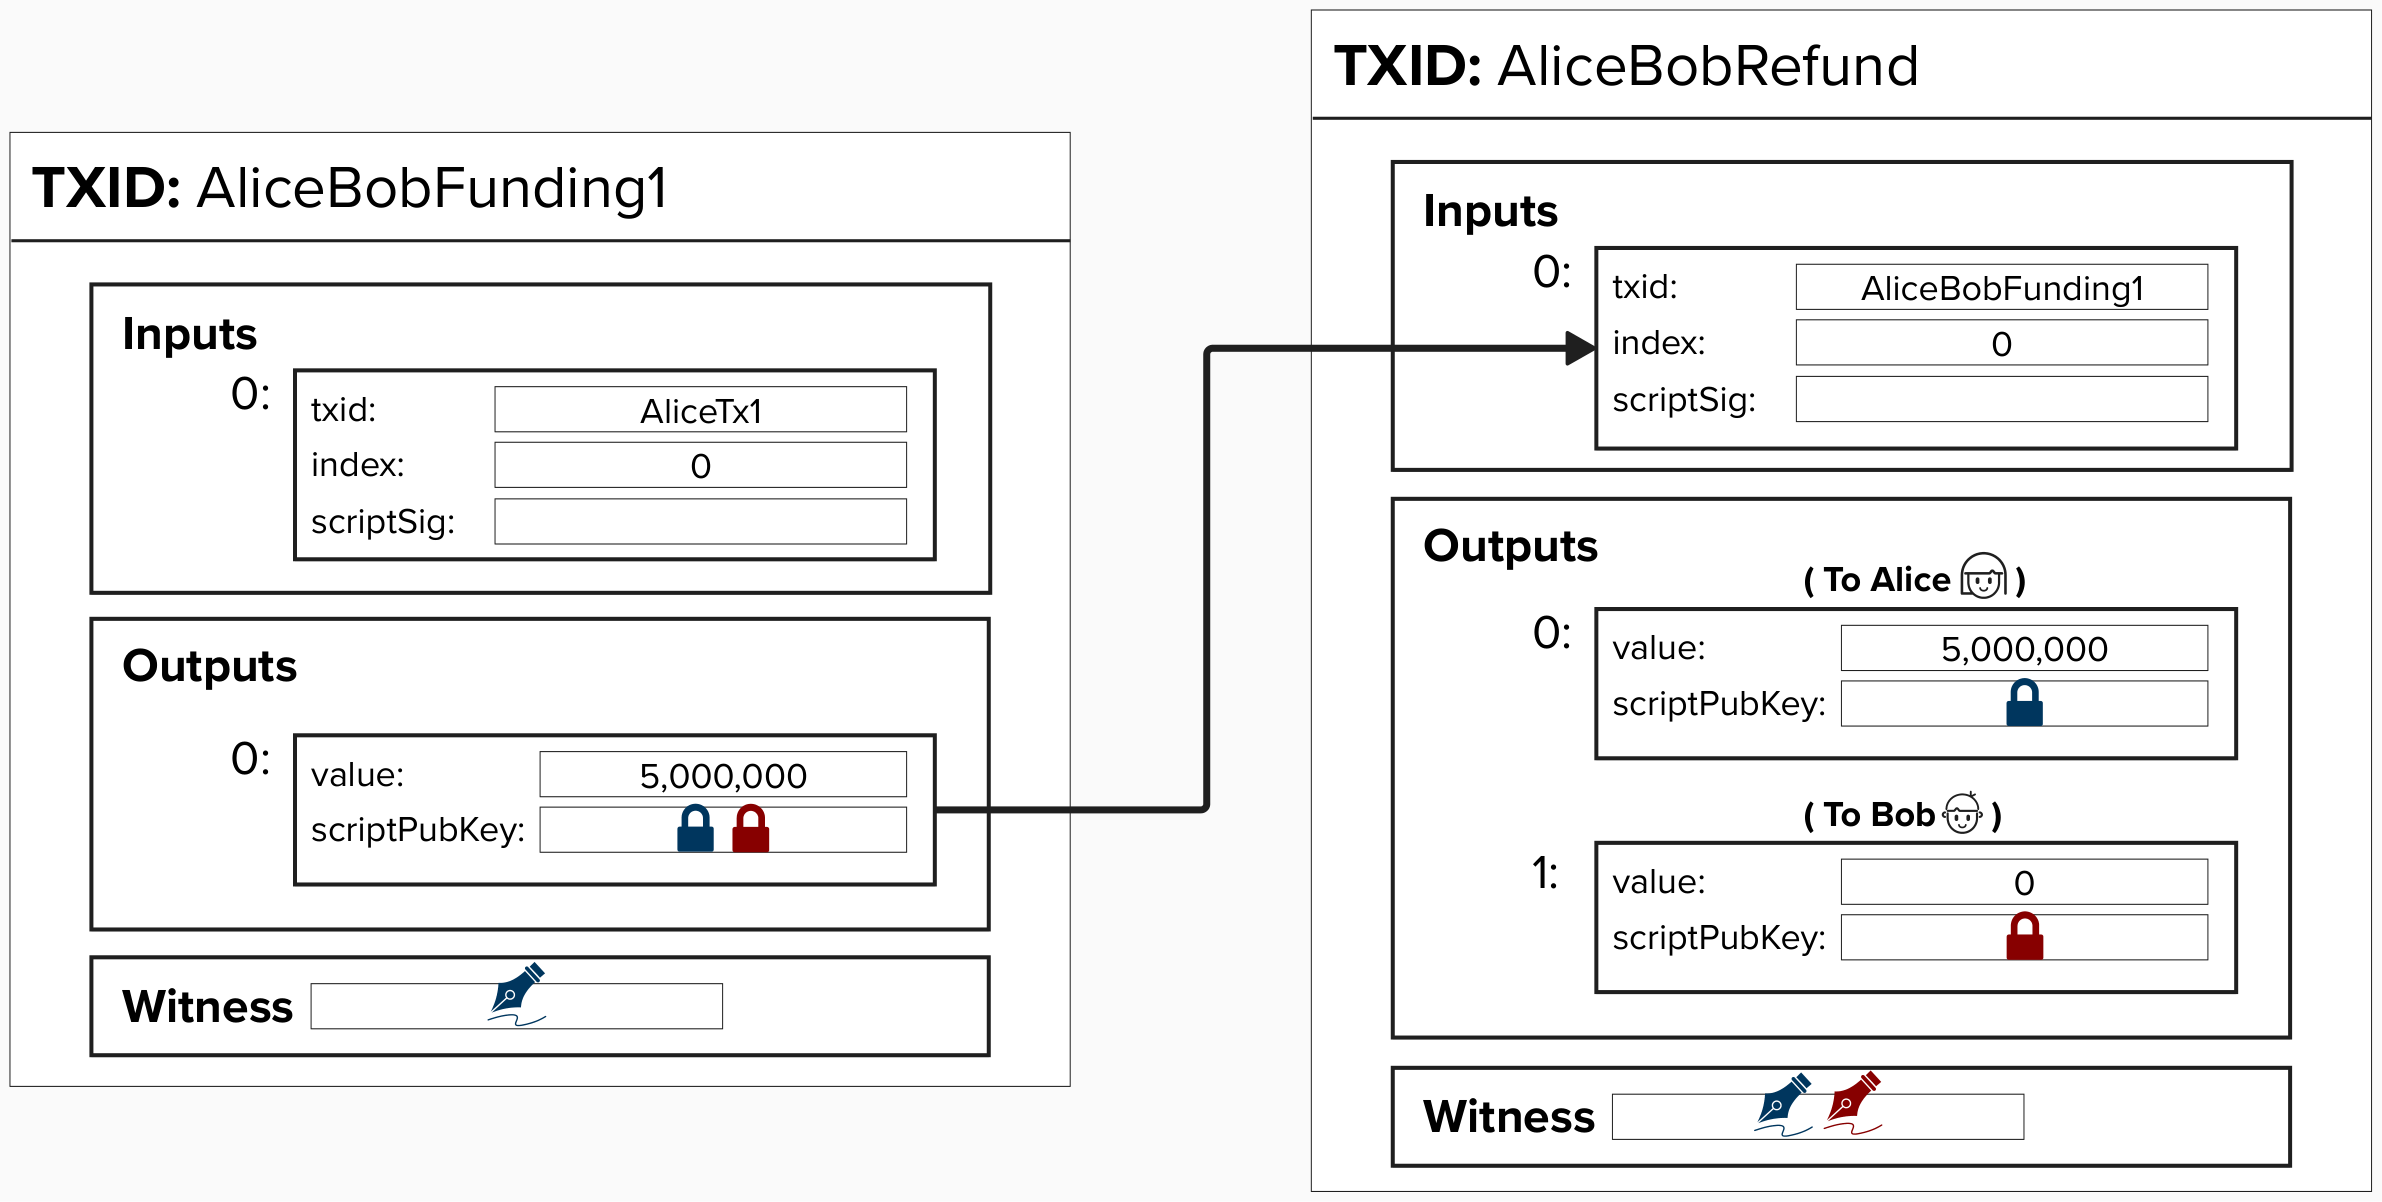 TXID: AliceBobFunding1
Inputs
0:
txid: AliceTx1
index: 0
scriptSig:
Outputs
0:
value: 5,000,000
scriptPubKey:
Witness
TXID: AliceBobRefund
Inputs
0:
txid: AliceBobFunding1
index: 0
scriptSig:
Outputs
( To Alice )
0:
value: 5,000,000
scriptPubKey:
( To Bob )
1:
value: 0
scriptPubKey:
Witness